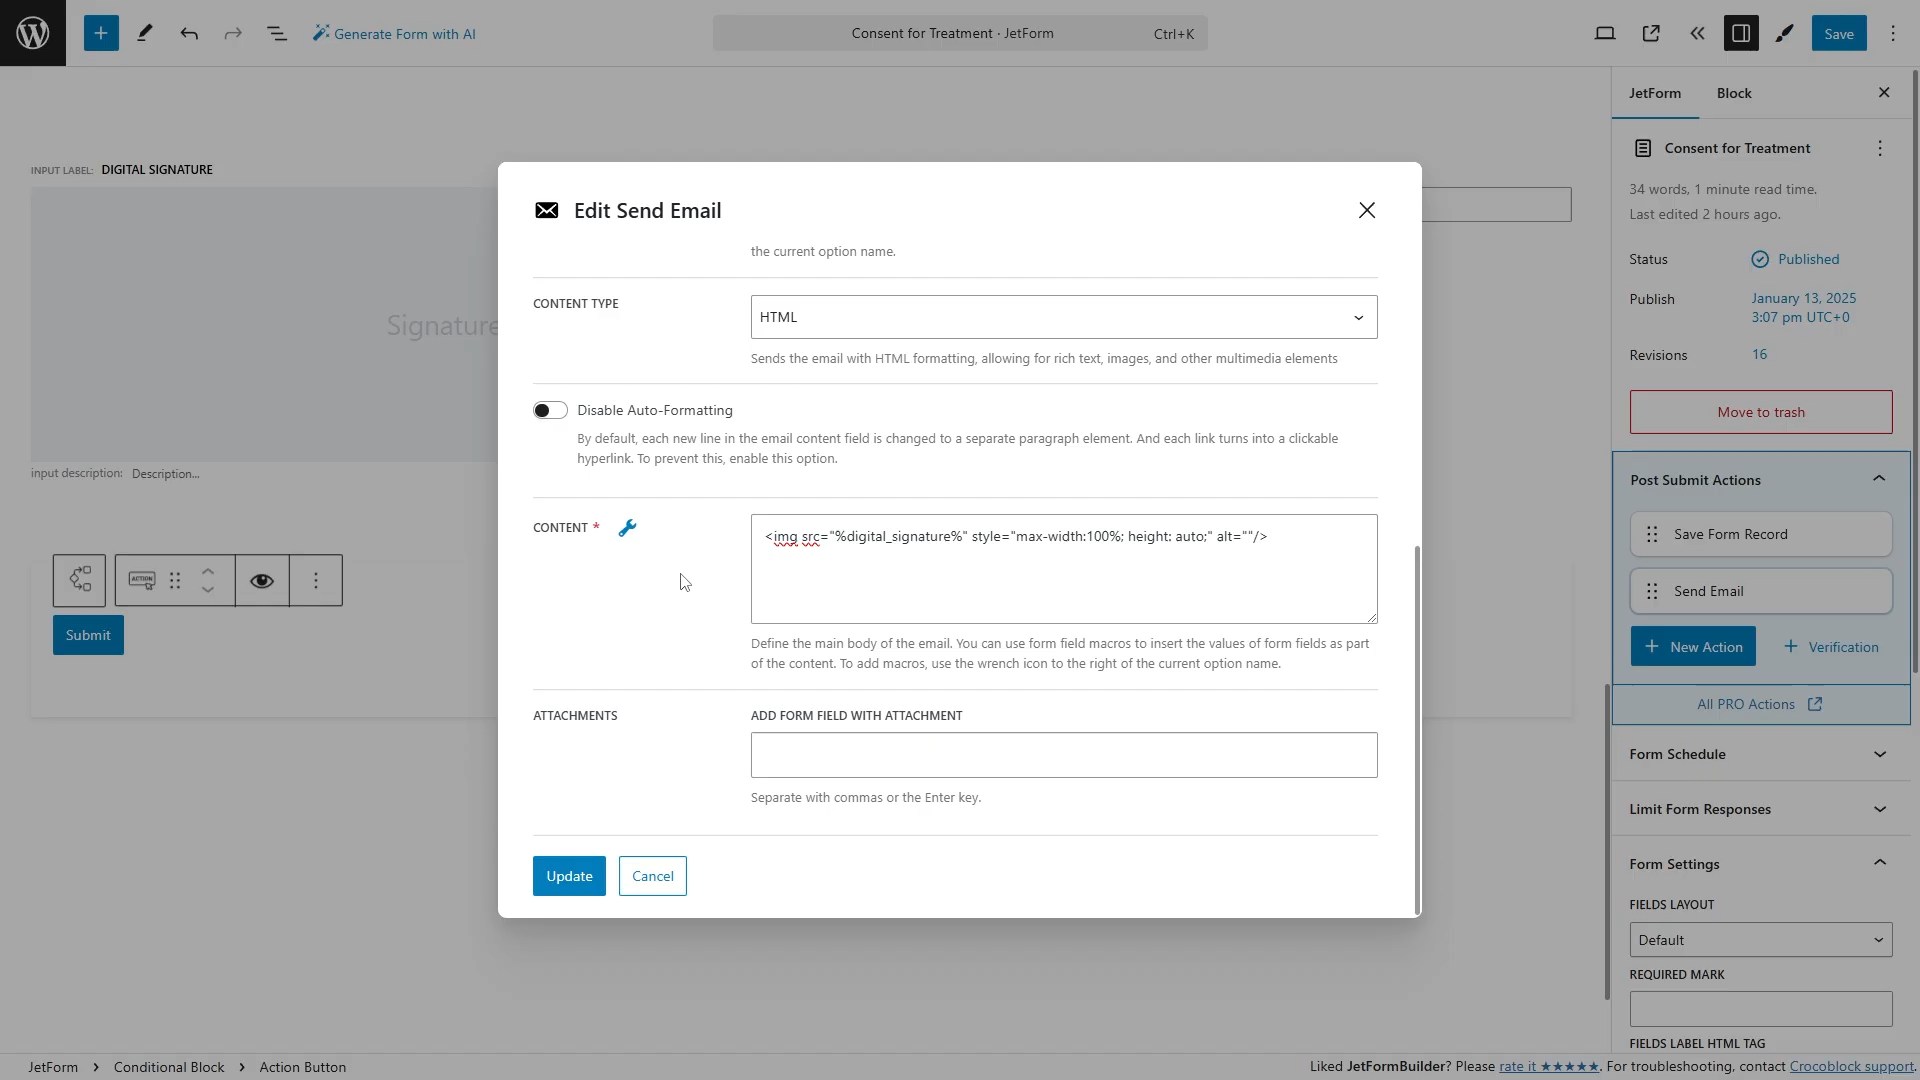 Generate Form with AI
Consent for Treatment · JetForm
Ctrl+K
Save
JetForm
Block
INPUT LABEL: DIGITAL SIGNATURE
Signature
input description: Description...
Submit
Edit Send Email
the current option name.
CONTENT TYPE
HTML
Sends the email with HTML formatting, allowing for rich text, images, and other multimedia elements
Disable Auto-Formatting
By default, each new line in the email content field is changed to a separate paragraph element. And each link turns into a clickable
hyperlink. To prevent this, enable this option.
CONTENT *
<img src="%digital_signature%" style="max-width:100%; height: auto;" alt=""/>
Define the main body of the email. You can use form field macros to insert the values of form fields as part
of the content. To add macros, use the wrench icon to the right of the current option name.
ATTACHMENTS
ADD FORM FIELD WITH ATTACHMENT
Separate with commas or the Enter key.
Update
Cancel
Consent for Treatment
34 words, 1 minute read time.
Last edited 2 hours ago.
Status
Published
Publish
January 13, 2025
3:07 pm UTC+0
Revisions
16
Move to trash
Post Submit Actions
Save Form Record
Send Email
New Action
Verification
All PRO Actions
Form Schedule
Limit Form Responses
Form Settings
FIELDS LAYOUT
Default
REQUIRED MARK
FIELDS LABEL HTML TAG
JetForm > Conditional Block > Action Button
Liked JetFormBuilder? Please rate it ★★★★★. For troubleshooting, contact Crocoblock support.
ACTION